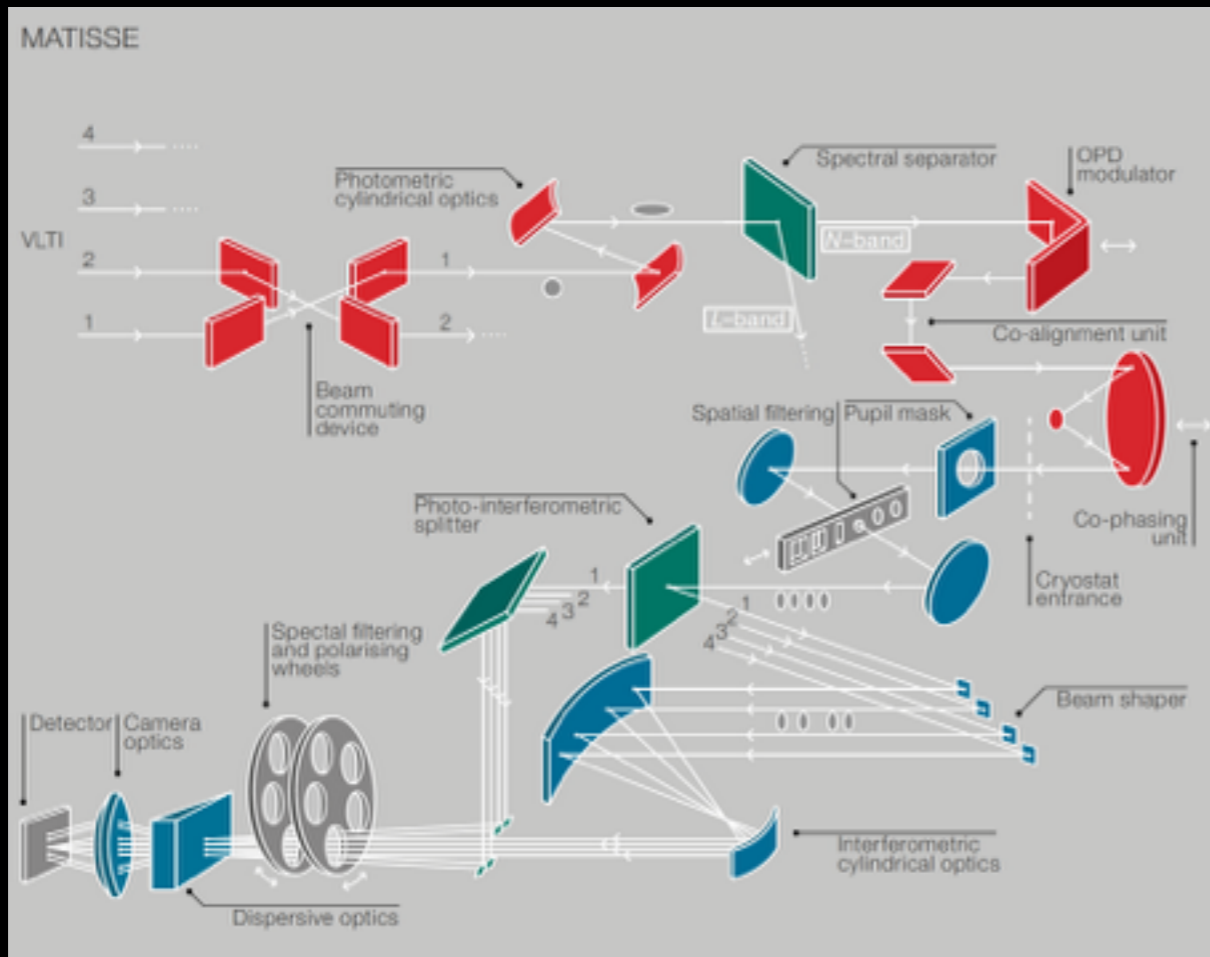 MATISSE
4
3
VLTI
2
1
1
2
Photometric
cylindrical optics
Spectral separator
OPD
modulator
N-band
L-band
Beam
commuting
device
Co-alignment unit
Spatial filtering
Pupil mask
Co-phasing
unit
Cryostat
entrance
Photo-interferometric
splitter
1
2
3
4
1
2
3
4
Spectal filtering
and polarising
wheels
Beam shaper
Detector
Camera
optics
Interferometric
cylindrical optics
Dispersive optics